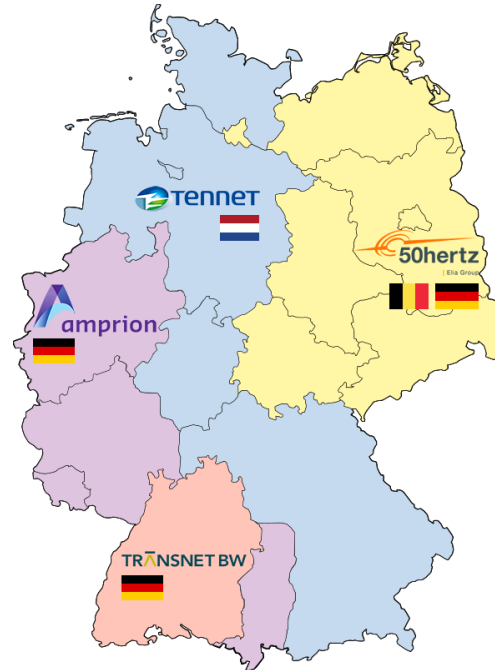 TENNET
50hertz
| Elia Group
amprion
TRANSNET BW